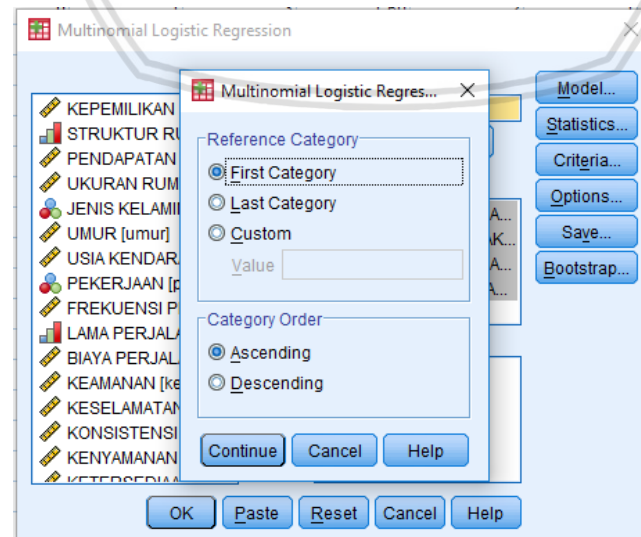 Multinomial Logistic Regression
Multinomial Logistic Regres...
KEPEMILIKAN
STRUKTUR
PENDAPATAN
UKURAN RUM
JENIS KELAMI
UMUR [umur]
USIA KENDAR
PEKERJAAN [p
FREKUENSI P
LAMA PERJAL
BIAYA PERJAL
KEAMANAN [ke
KESELAMATAN
KONSISTENSI
KENYAMANAN
Reference Category
First Category
Last Category
Custom
Value
Category Order
Ascending
Descending
Continue Cancel Help
A...
AK...
A...
A...
Model...
Statistics...
Criteria...
Options...
Save...
Bootstrap...
OK Paste Reset Cancel Help